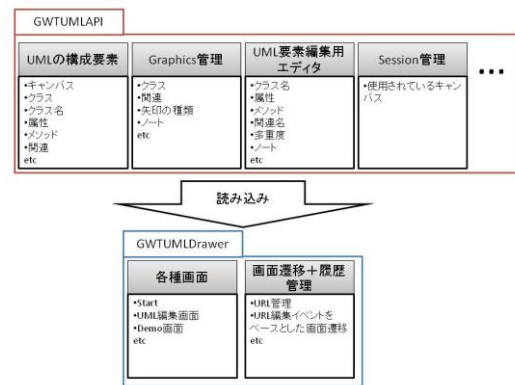 GWTUMLAPI
UMLの構成要素
•キャンバス
•クラス
•クラス名
•属性
•メソッド
•関連
etc
Graphics管理
•クラス
•関連
•矢印の種類
•ノート
etc
UML要素編集用
エディタ
•クラス名
•属性
•メソッド
•関連名
•多重度
•ノート
etc
Session管理
•使用されているキャン
バス
•••
読み込み
GWTUMLDrawer
各種画面
•Start
•UML編集画面
•Demo画面
etc
画面遷移+履歴
管理
•URL管理
•URL編集イベントを
ベースとした画面遷移
etc